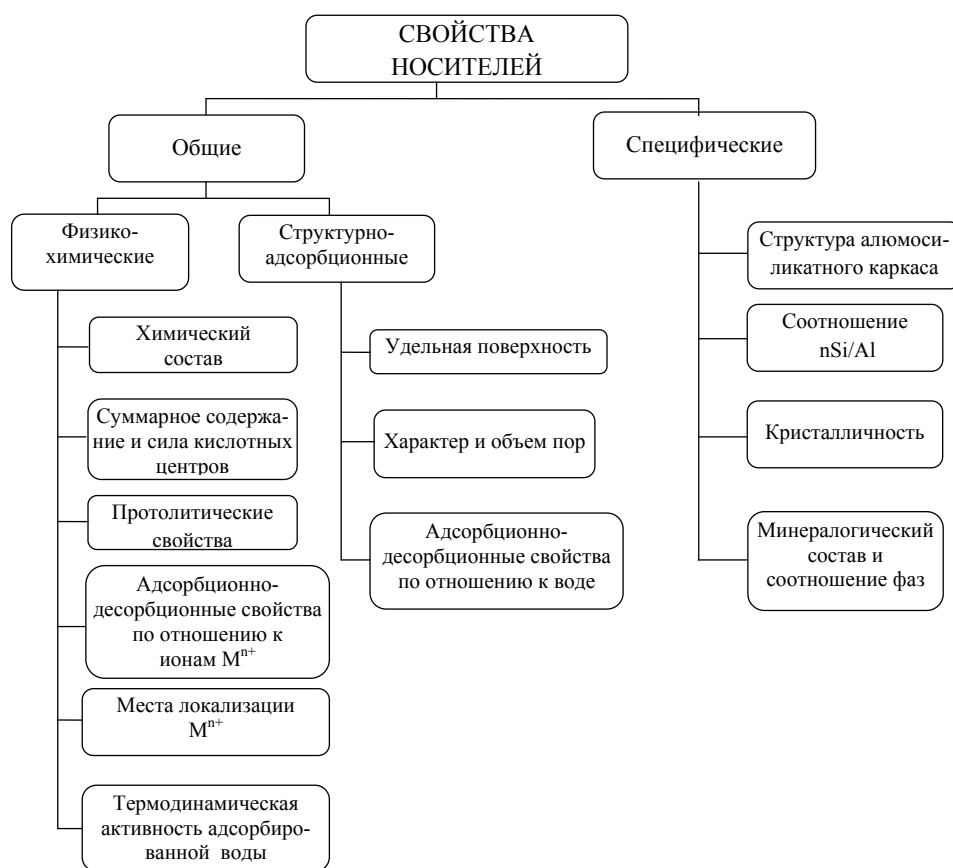 СВОЙСТВА
НОСИТЕЛЕЙ
Общие
Специфические
Физико-
химические
Структурно-
адсорбционные
Химический
состав
Суммарное содержа-
ние и сила кислотных
центров
Протолитические
свойства
Адсорбционно-
десорбционные свойства
по отношению к
ионам Mⁿ⁺
Места локализации
Mⁿ⁺
Термодинамическая
активность адсорбиро-
ванной воды
Удельная поверхность
Характер и объем пор
Адсорбционно-
десорбционные свойства
по отношению к воде
Структура алюмоси-
ликатного каркаса
Соотношение
nSi/Al
Кристалличность
Минералогический
состав и
соотношение фаз